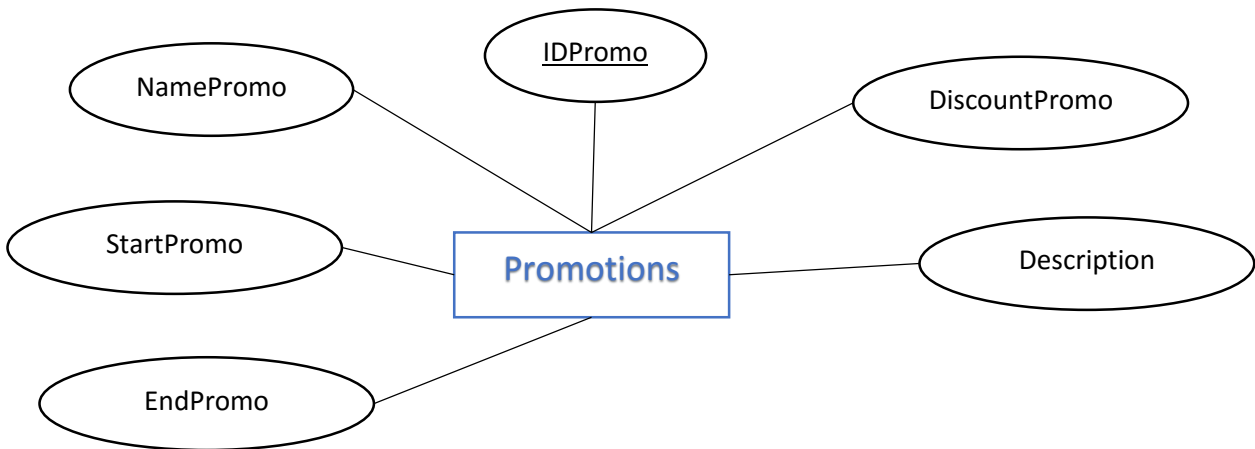 IDPromo
NamePromo
DiscountPromo
StartPromo
Promotions
Description
EndPromo